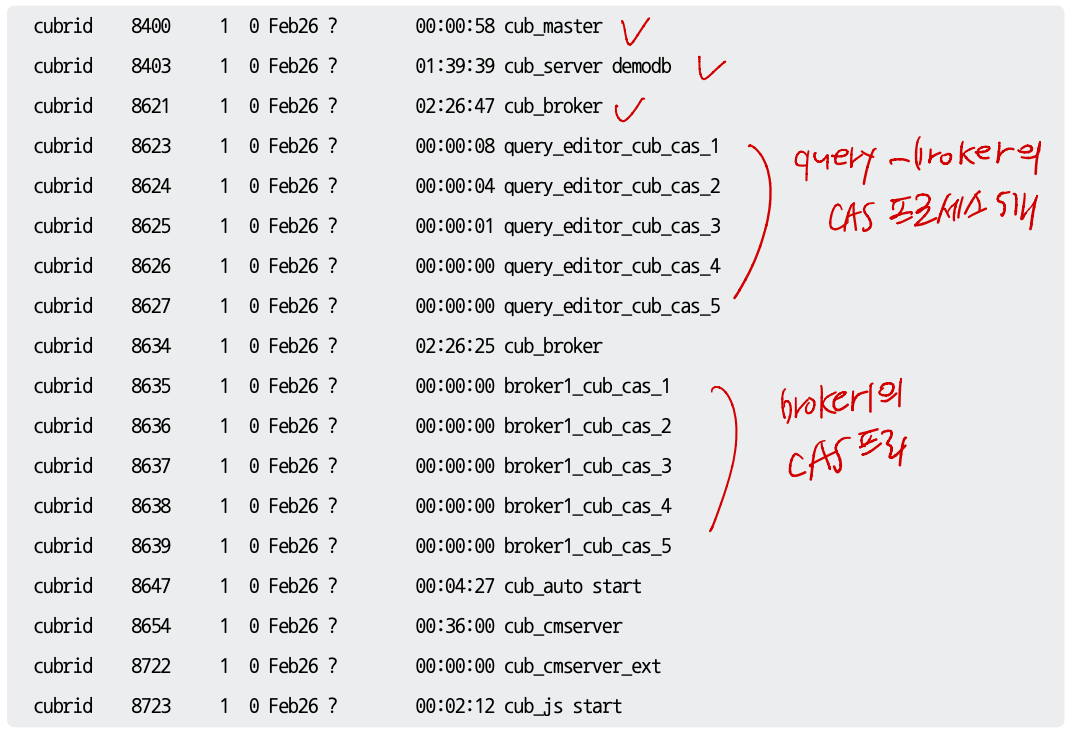 cubrid 8400 1 0 Feb26 ? 00:00:58 cub_master
cubrid 8403 1 0 Feb26 ? 01:39:39 cub_server demodb
cubrid 8621 1 0 Feb26 ? 02:26:47 cub_broker
cubrid 8623 1 0 Feb26 ? 00:00:08 query_editor_cub_cas_1
cubrid 8624 1 0 Feb26 ? 00:00:04 query_editor_cub_cas_2
cubrid 8625 1 0 Feb26 ? 00:00:01 query_editor_cub_cas_3
cubrid 8626 1 0 Feb26 ? 00:00:00 query_editor_cub_cas_4
cubrid 8627 1 0 Feb26 ? 00:00:00 query_editor_cub_cas_5
query_broker의
CAS 프로세스 5개
cubrid 8634 1 0 Feb26 ? 02:26:25 cub_broker
cubrid 8635 1 0 Feb26 ? 00:00:00 broker1_cub_cas_1
cubrid 8636 1 0 Feb26 ? 00:00:00 broker1_cub_cas_2
cubrid 8637 1 0 Feb26 ? 00:00:00 broker1_cub_cas_3
cubrid 8638 1 0 Feb26 ? 00:00:00 broker1_cub_cas_4
cubrid 8639 1 0 Feb26 ? 00:00:00 broker1_cub_cas_5
broker1의
CAS
cubrid 8647 1 0 Feb26 ? 00:04:27 cub_auto start
cubrid 8654 1 0 Feb26 ? 00:36:00 cub_cmserver
cubrid 8722 1 0 Feb26 ? 00:00:00 cub_cmserver_ext
cubrid 8723 1 0 Feb26 ? 00:02:12 cub_js start